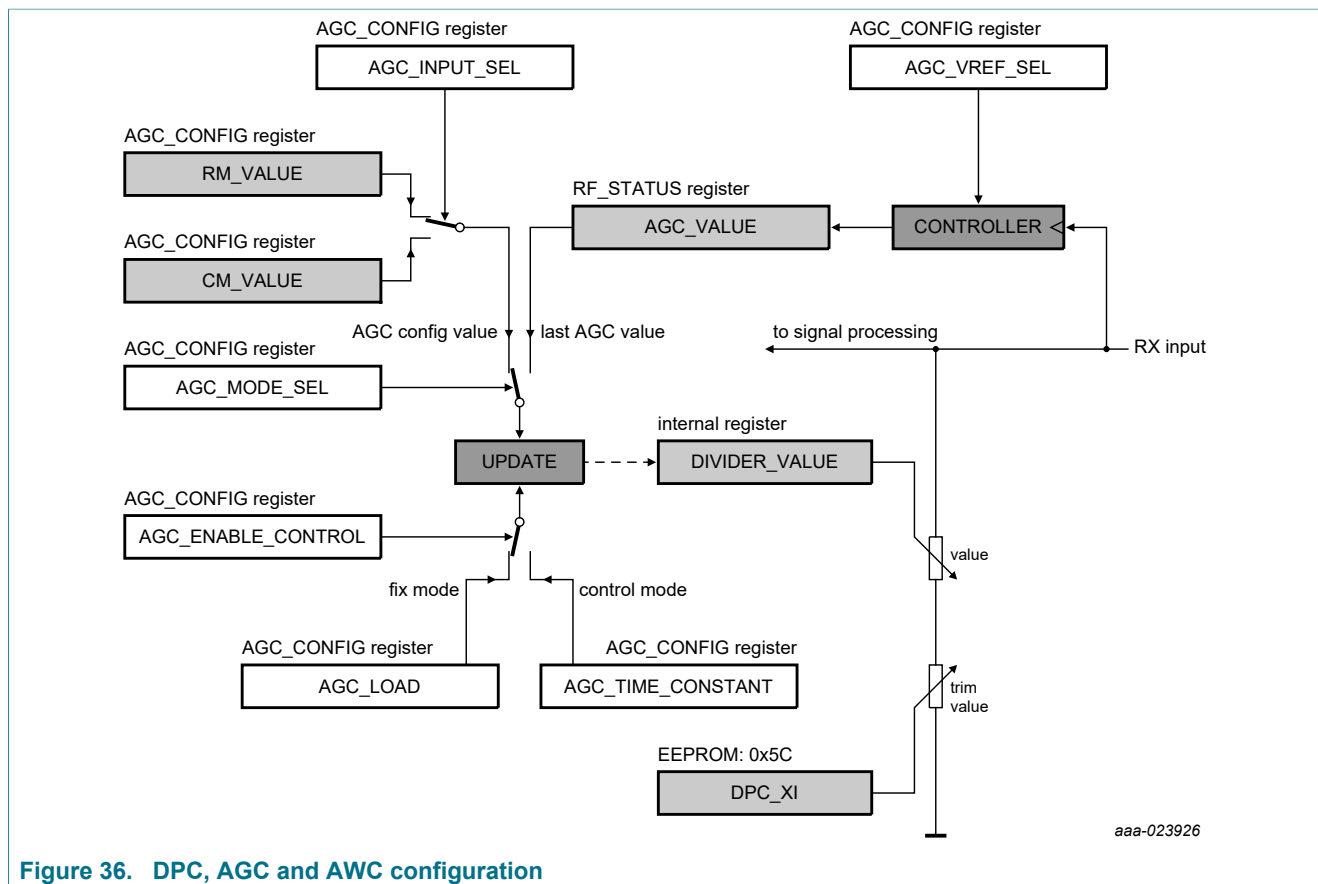 AGC_CONFIG register
AGC_INPUT_SEL
AGC_CONFIG register
AGC_VREF_SEL
AGC_CONFIG register
RM_VALUE
RF_STATUS register
AGC_VALUE
CONTROLLER
AGC_CONFIG register
CM_VALUE
AGC config value
last AGC value
to signal processing
RX input
AGC_CONFIG register
AGC_MODE_SEL
UPDATE
internal register
DIVIDER_VALUE
AGC_CONFIG register
AGC_ENABLE_CONTROL
value
fix mode
control mode
AGC_CONFIG register
AGC_LOAD
AGC_CONFIG register
AGC_TIME_CONSTANT
trim
value
EEPROM: 0x5C
DPC_XI
aaa-023926
Figure 36. DPC, AGC and AWC configuration